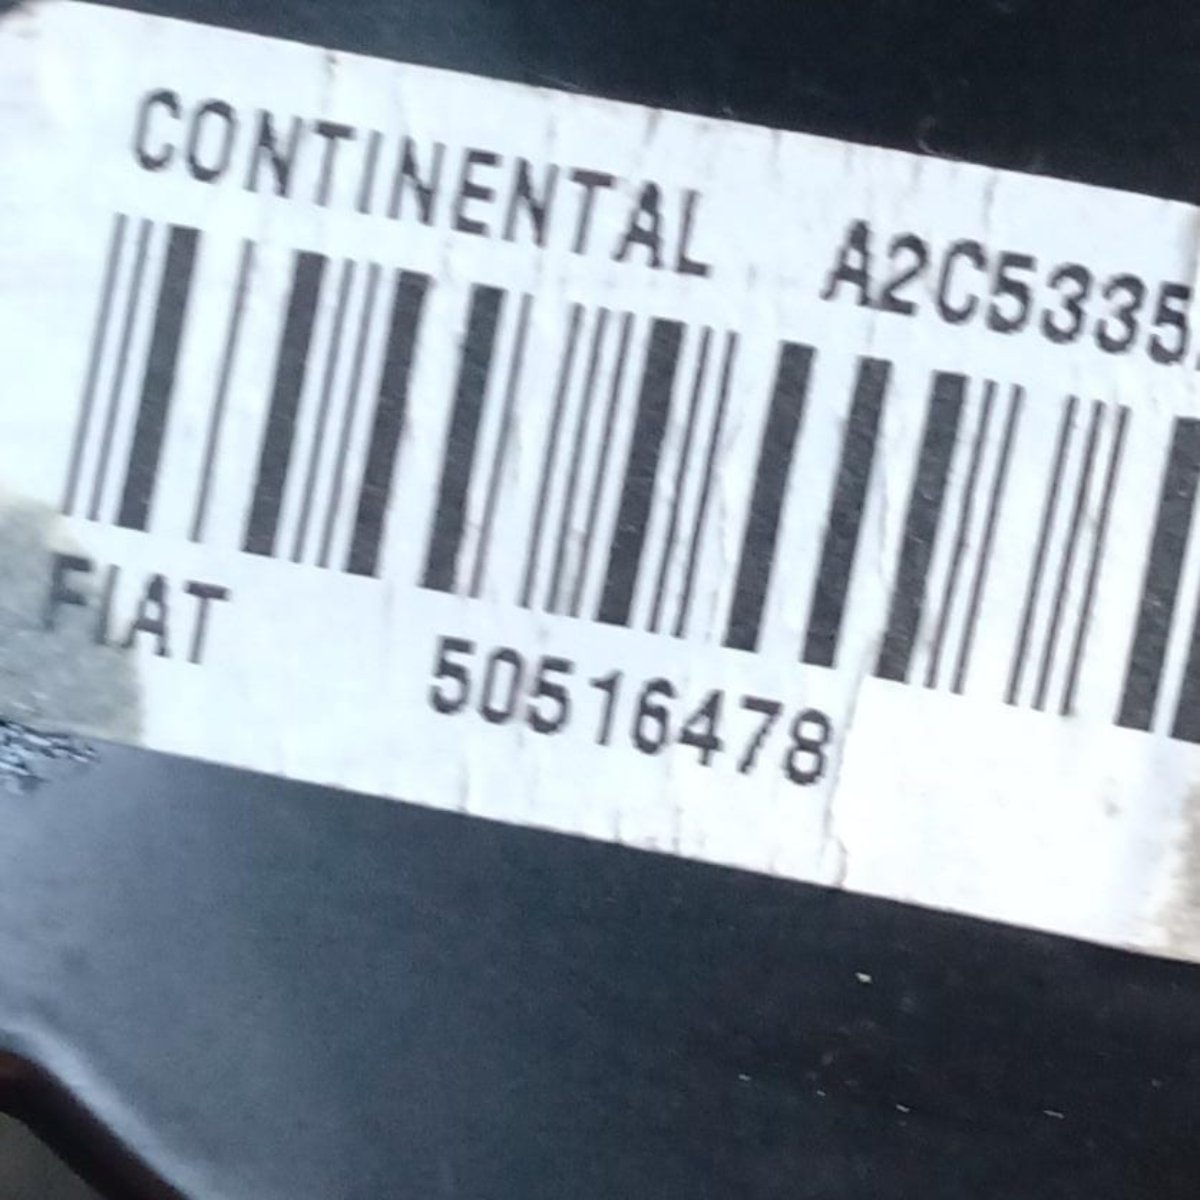 CONTINENTAL A2C5335
FIAT 50516478